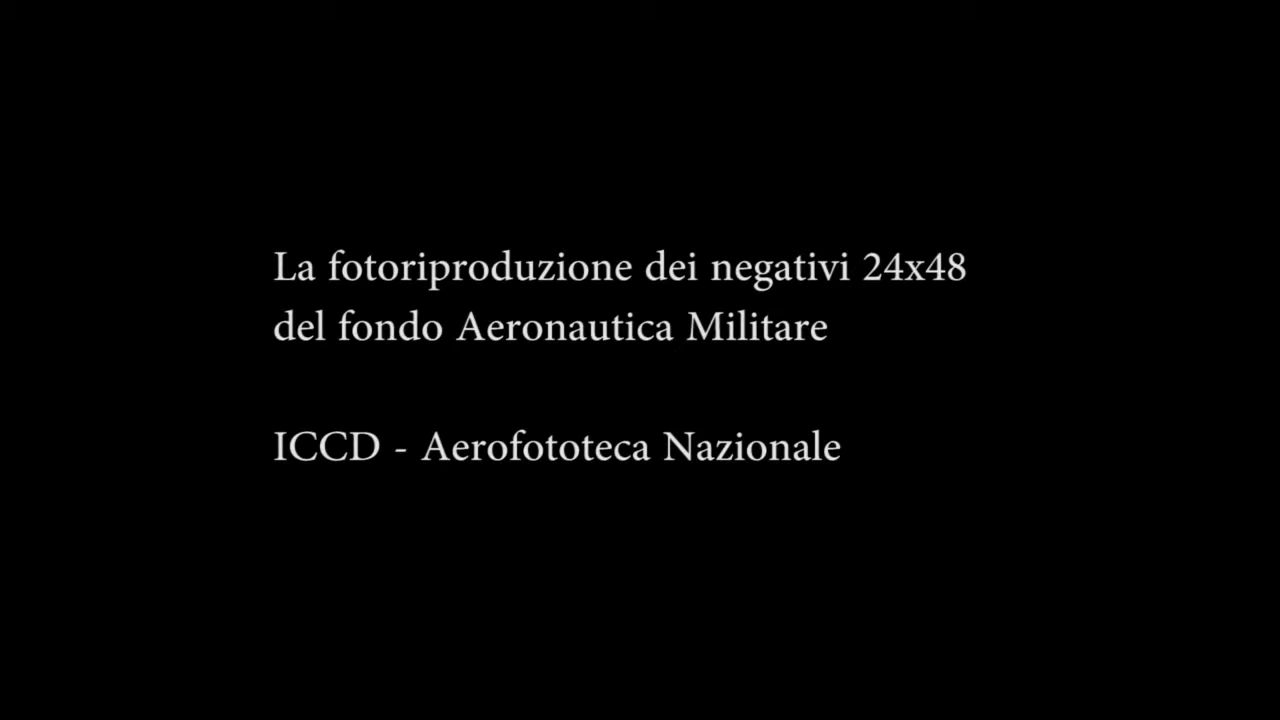 La fotoriproduzione dei negativi 24x48
del fondo Aeronautica Militare
ICCD - Aerofototeca Nazionale